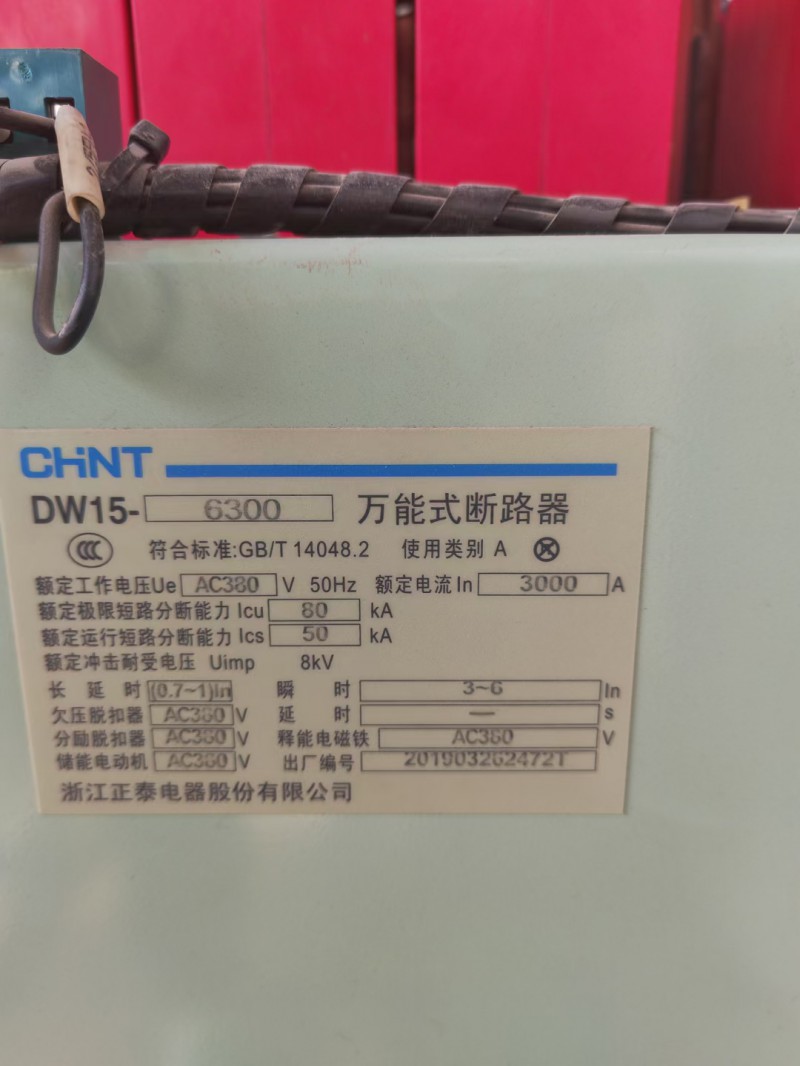 CHNT
DW15- 6300 万能式断路器
CCC 符合标准:GB/T 14048.2 使用类别 A
额定工作电压Ue AC380 V 50Hz 额定电流In 3000 A
额定极限短路分断能力 Icu 80 kA
额定运行短路分断能力 Ics 50 kA
额定冲击耐受电压 Uimp 8kV
长 延 时 (0.7~1)In 瞬 时 3~6 In
欠压脱扣器 AC380 V 延 时 — s
分励脱扣器 AC380 V 释能电磁铁 AC380 V
储能电动机 AC380 V 出厂编号 201903262472T
浙江正泰电器股份有限公司